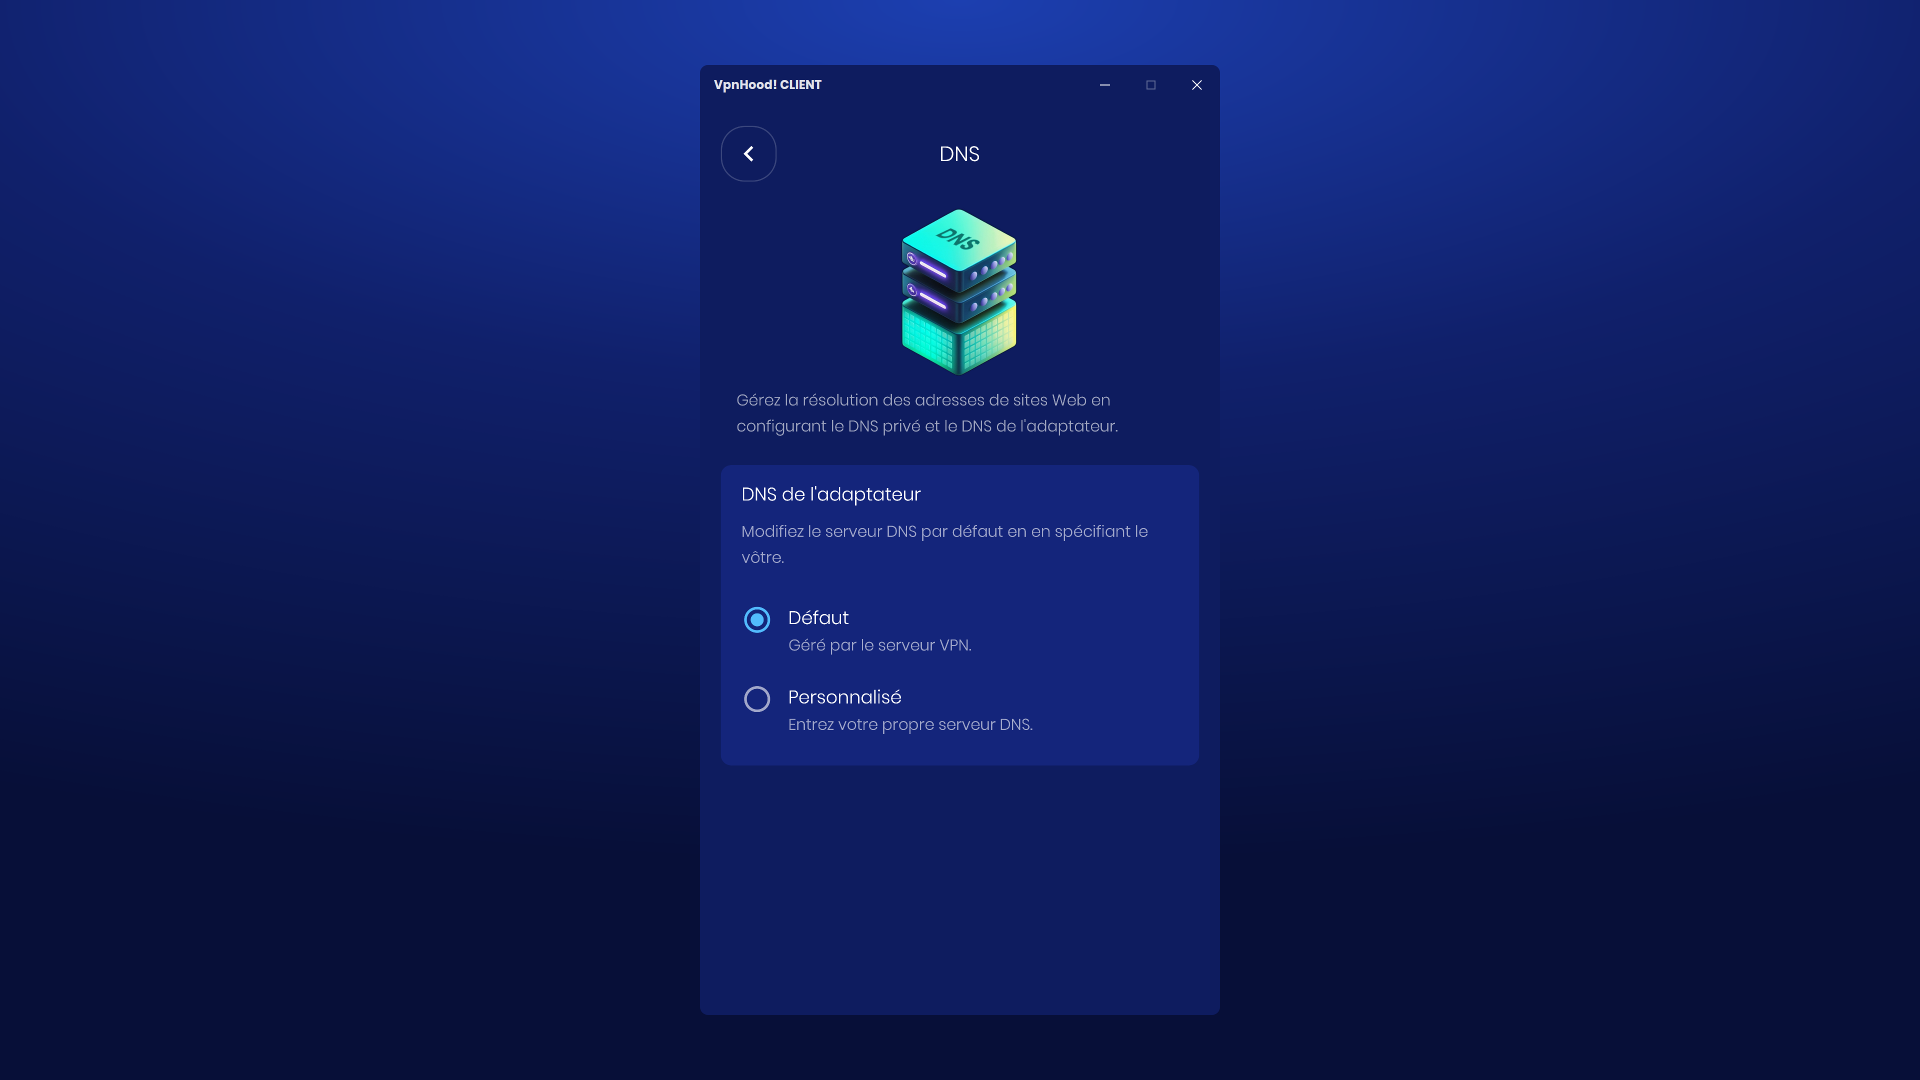 VpnHood! CLIENT
DNS
DNS
Gérez la résolution des adresses de sites Web en
configurant le DNS privé et le DNS de l'adaptateur.
DNS de l'adaptateur
Modifiez le serveur DNS par défaut en en spécifiant le
vôtre.
Défaut
Géré par le serveur VPN.
Personnalisé
Entrez votre propre serveur DNS.